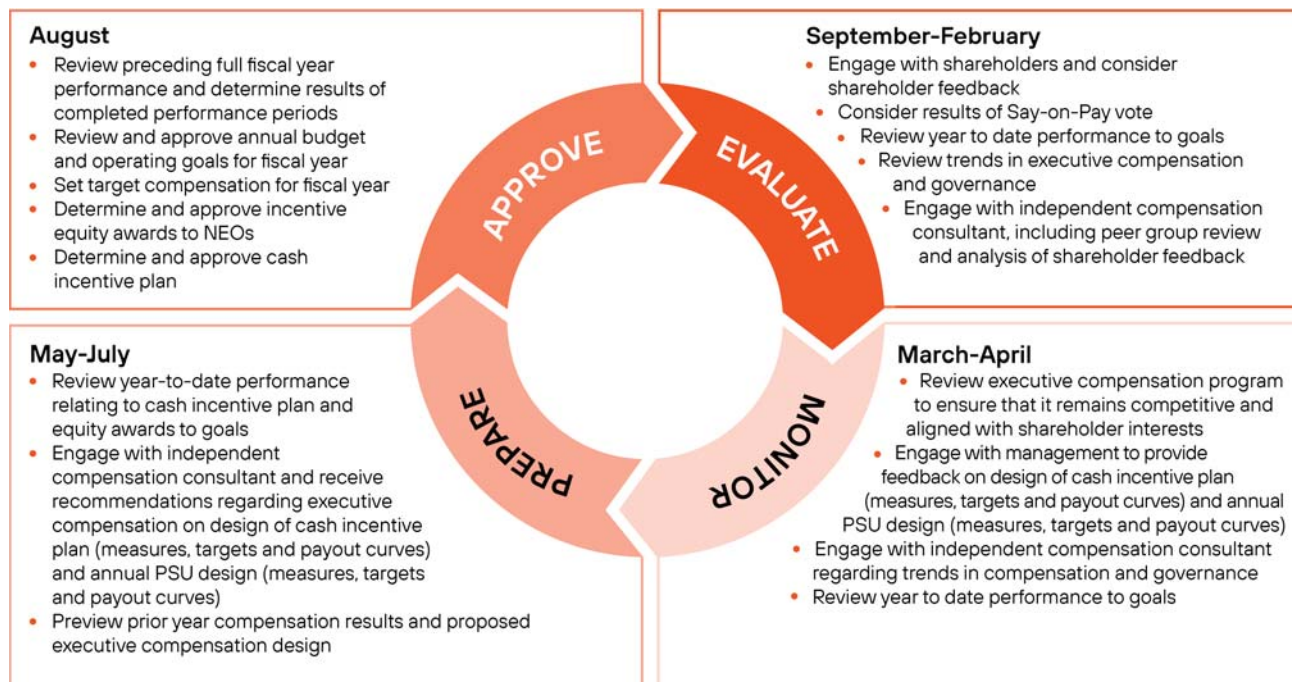 August
• Review preceding full fiscal year
performance and determine results of
completed performance periods
• Review and approve annual budget
and operating goals for fiscal year
• Set target compensation for fiscal year
• Determine and approve incentive
equity awards to NEOs
• Determine and approve cash
incentive plan
APPROVE
EVALUATE
September-February
• Engage with shareholders and consider
shareholder feedback
• Consider results of Say-on-Pay vote
• Review year to date performance to goals
• Review trends in executive compensation
and governance
• Engage with independent compensation
consultant, including peer group review
and analysis of shareholder feedback
May-July
• Review year-to-date performance
relating to cash incentive plan and
equity awards to goals
• Engage with independent
compensation consultant and receive
recommendations regarding executive
compensation on design of cash incentive
plan (measures, targets and payout curves)
and annual PSU design (measures, targets
and payout curves)
• Preview prior year compensation results and proposed
executive compensation design
PREPARE
MONITOR
March-April
• Review executive compensation program
to ensure that it remains competitive and
aligned with shareholder interests
• Engage with management to provide
feedback on design of cash incentive plan
(measures, targets and payout curves) and annual
PSU design (measures, targets and payout curves)
• Engage with independent compensation consultant
regarding trends in compensation and governance
• Review year to date performance to goals